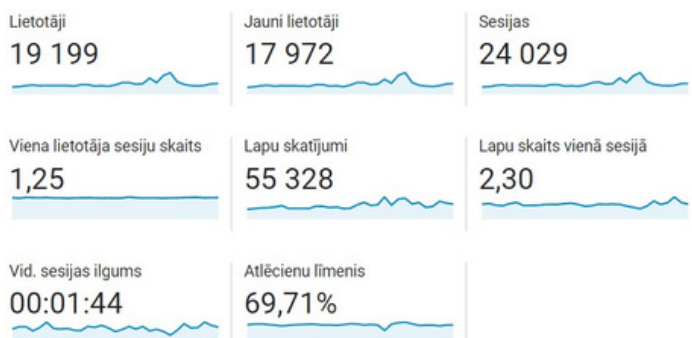 Lietotāji
19 199
Jauni lietotāji
17 972
Sesijas
24 029
Viena lietotāja sesiju skaits
1,25
Lapu skatījumi
55 328
Lapu skaits vienā sesijā
2,30
Vid. sesijas ilgums
00:01:44
Atlēcienu līmenis
69,71%